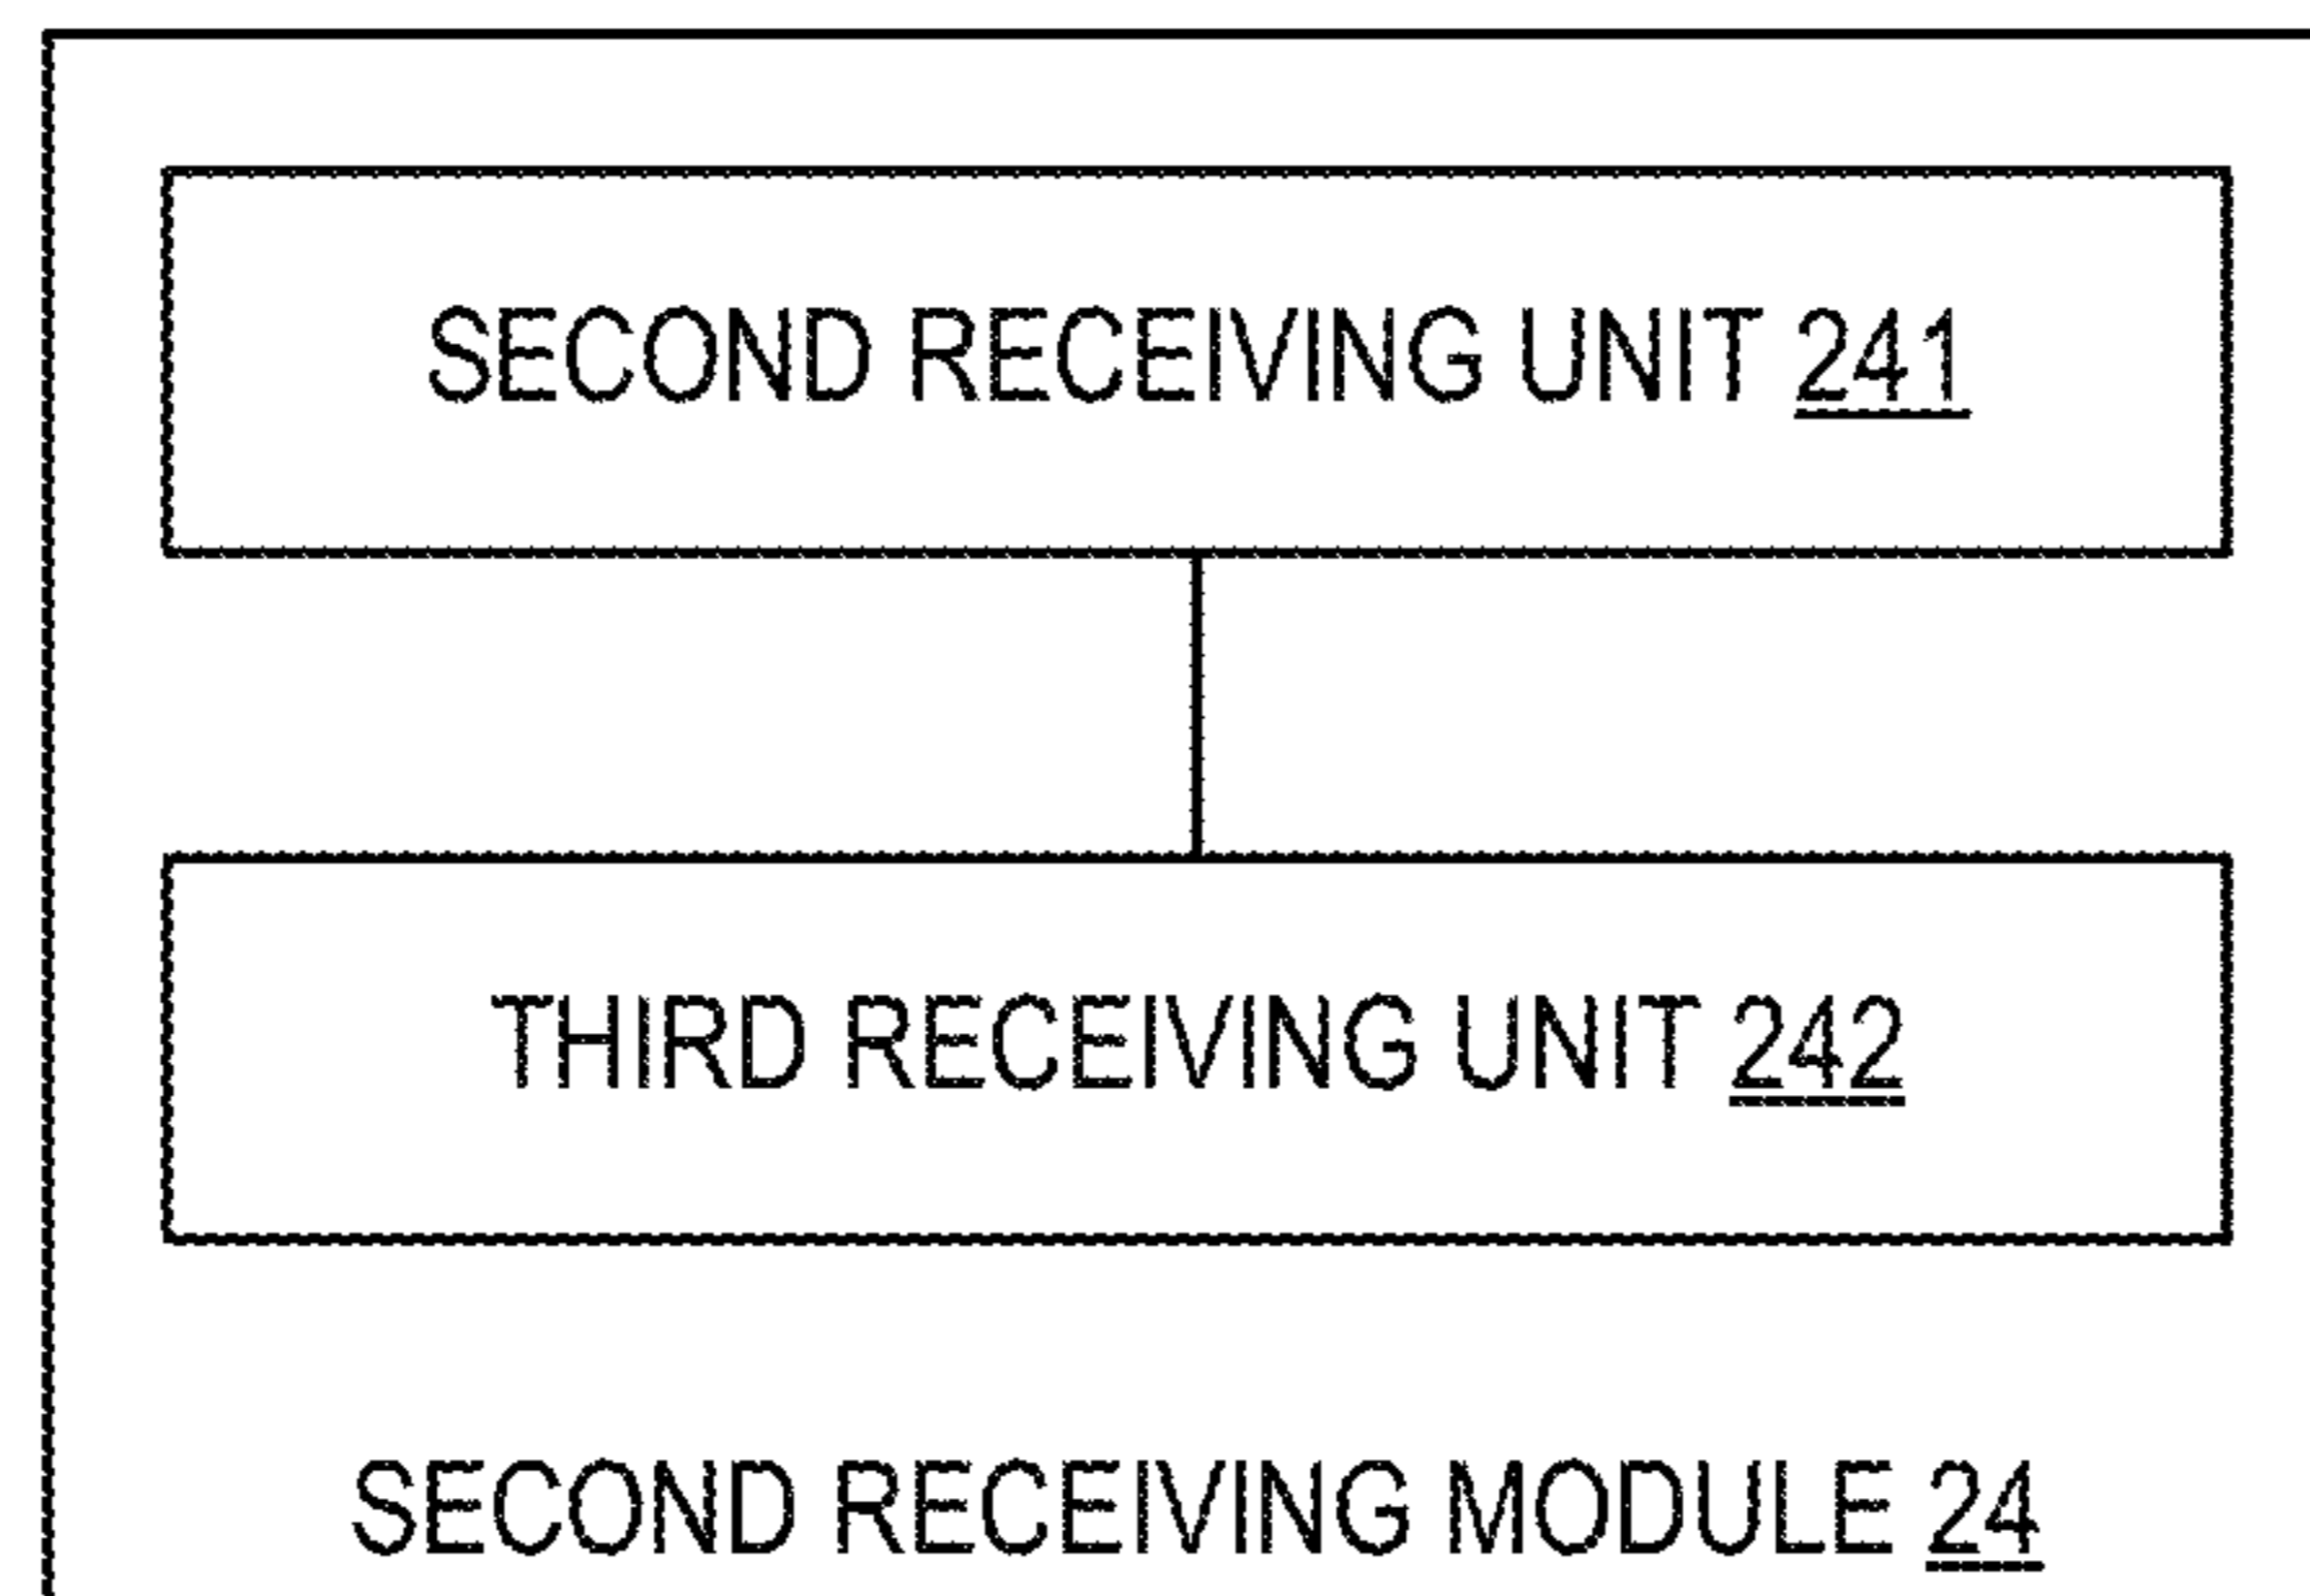 SECOND RECEIVING UNIT 241
THIRD RECEIVING UNIT 242
SECOND RECEIVING MODULE 24